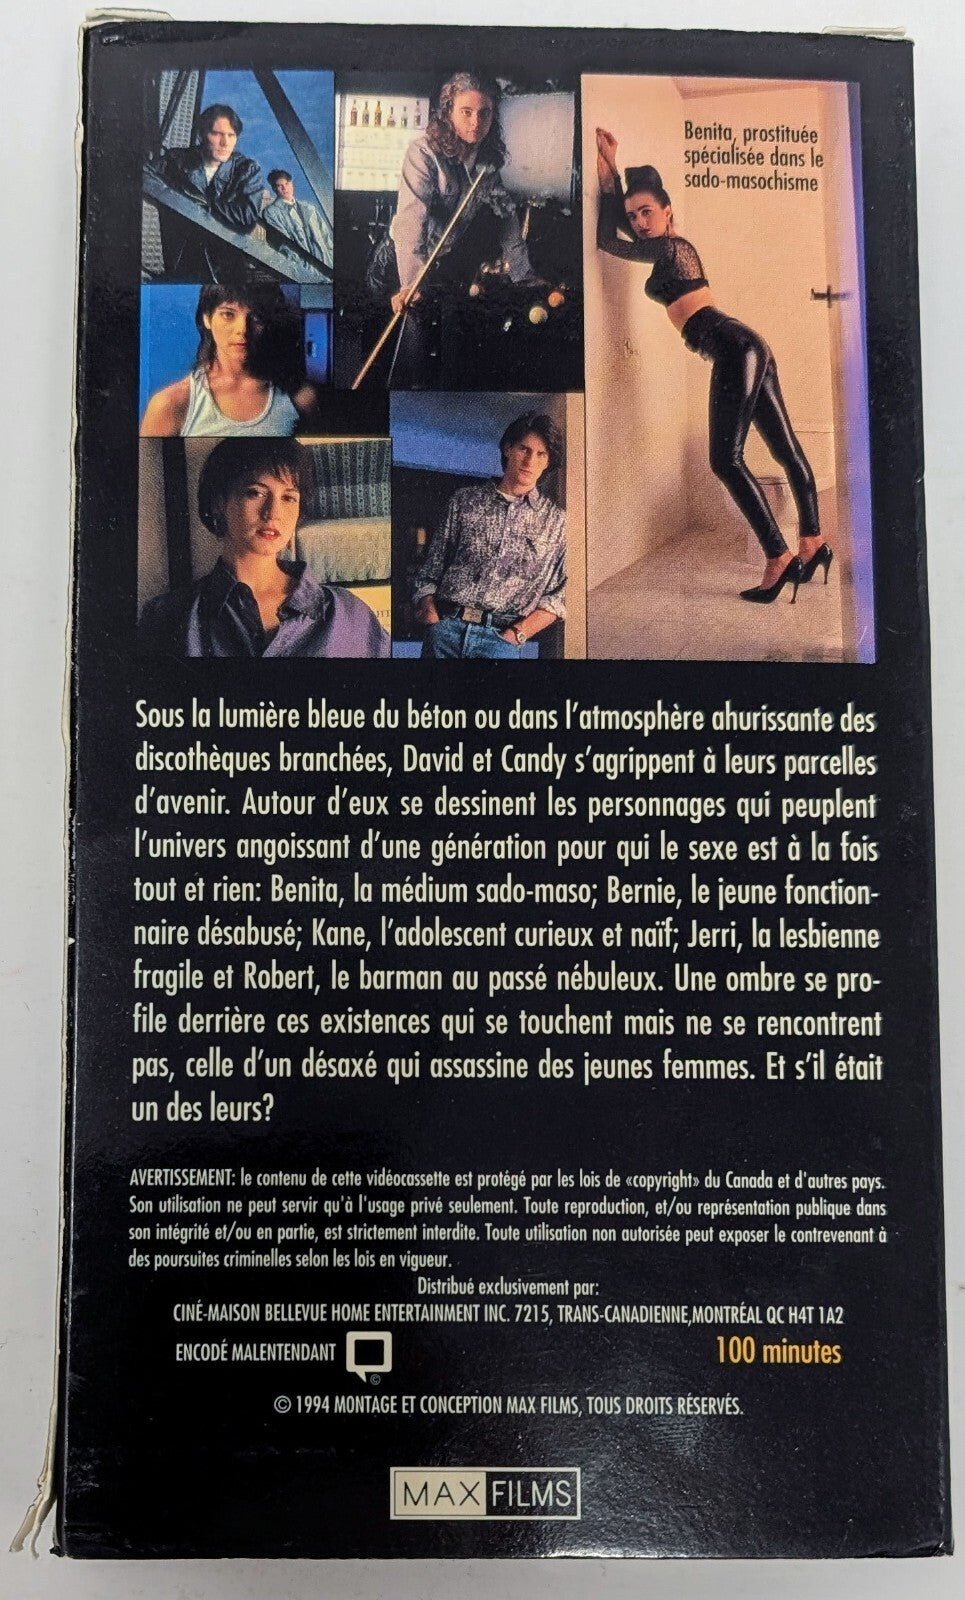 Benita, prostituée
spécialisée dans le
sado-masochisme
Sous la lumière bleue du béton ou dans l'atmosphère ahurissante des
discothèques branchées, David et Candy s'agrippent à leurs parcelles
d'avenir. Autour d'eux se dessinent les personnages qui peuplent
l'univers angoissant d'une génération pour qui le sexe est à la fois
tout et rien: Benita, la médium sado-maso; Bernie, le jeune fonction-
naire désabusé; Kane, l'adolescent curieux et naïf; Jerri, la lesbienne
fragile et Robert, le barman au passé nébuleux. Une ombre se pro-
file derrière ces existences qui se touchent mais ne se rencontrent
pas, celle d'un désaxé qui assassine des jeunes femmes. Et s'il était
un des leurs?
AVERTISSEMENT: le contenu de cette vidéocassette est protégé par les lois de «copyright» du Canada et d'autres pays.
Son utilisation ne peut servir qu'à l'usage privé seulement. Toute reproduction, et/ou représentation publique dans
son intégrité et/ou en partie, est strictement interdite. Toute utilisation non autorisée peut exposer le contrevenant à
des poursuites criminelles selon les lois en vigueur.
Distribué exclusivement par:
CINÉ-MAISON BELLEVUE HOME ENTERTAINMENT INC. 7215, TRANS-CANADIENNE,MONTRÉAL QC H4T 1A2
ENCODÉ MALENTENDANT ©
100 minutes
© 1994 MONTAGE ET CONCEPTION MAX FILMS, TOUS DROITS RÉSERVÉS.
MAX FILMS